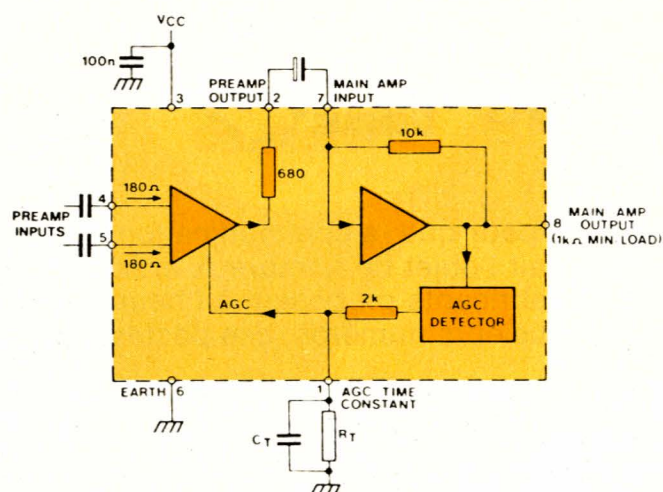 VCC
100n
PREAMP
OUTPUT
MAIN AMP
INPUT
3
2
7
10k
680
4
180Ω
PREAMP
INPUTS
5
180Ω
8
MAIN AMP
OUTPUT
(1kΩ MIN·LOAD)
AGC
2k
AGC
DETECTOR
EARTH
6
1
AGC TIME
CONSTANT
CT
RT